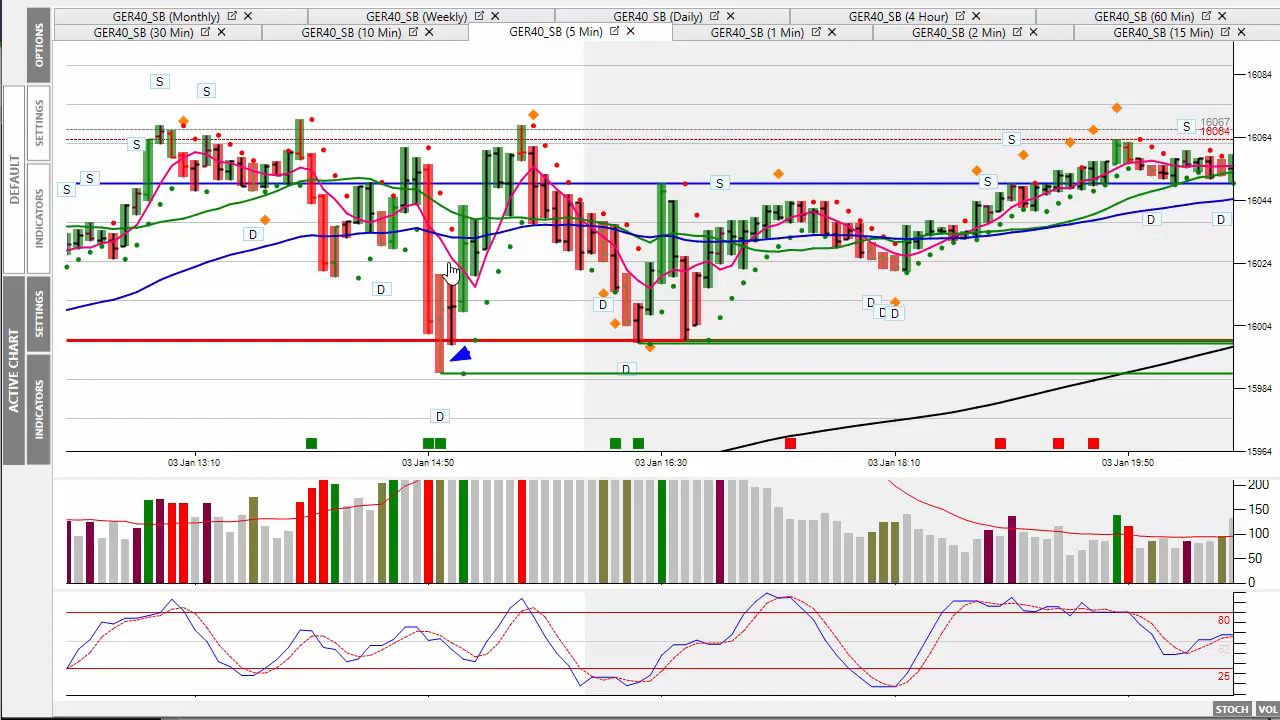 GER40_SB (Monthly)
GER40_SB (Weekly)
GER40_SB (Daily)
GER40_SB (4 Hour)
GER40_SB (60 Min)
GER40_SB (30 Min)
GER40_SB (10 Min)
GER40_SB (5 Min)
GER40_SB (1 Min)
GER40_SB (2 Min)
GER40_SB (15 Min)
OPTIONS
SETTINGS
DEFAULT
INDICATORS
SETTINGS
ACTIVE CHART
INDICATORS
S
S
S
S
S
D
D
D
D
D
S
D
D
D
S
S
S
D
D
16084
16067
16064
16064
16044
16024
16004
15984
15964
03 Jan 13:10
03 Jan 14:50
03 Jan 16:30
03 Jan 18:10
03 Jan 19:50
200
150
100
50
0
80
62
25
STOCH
VOL